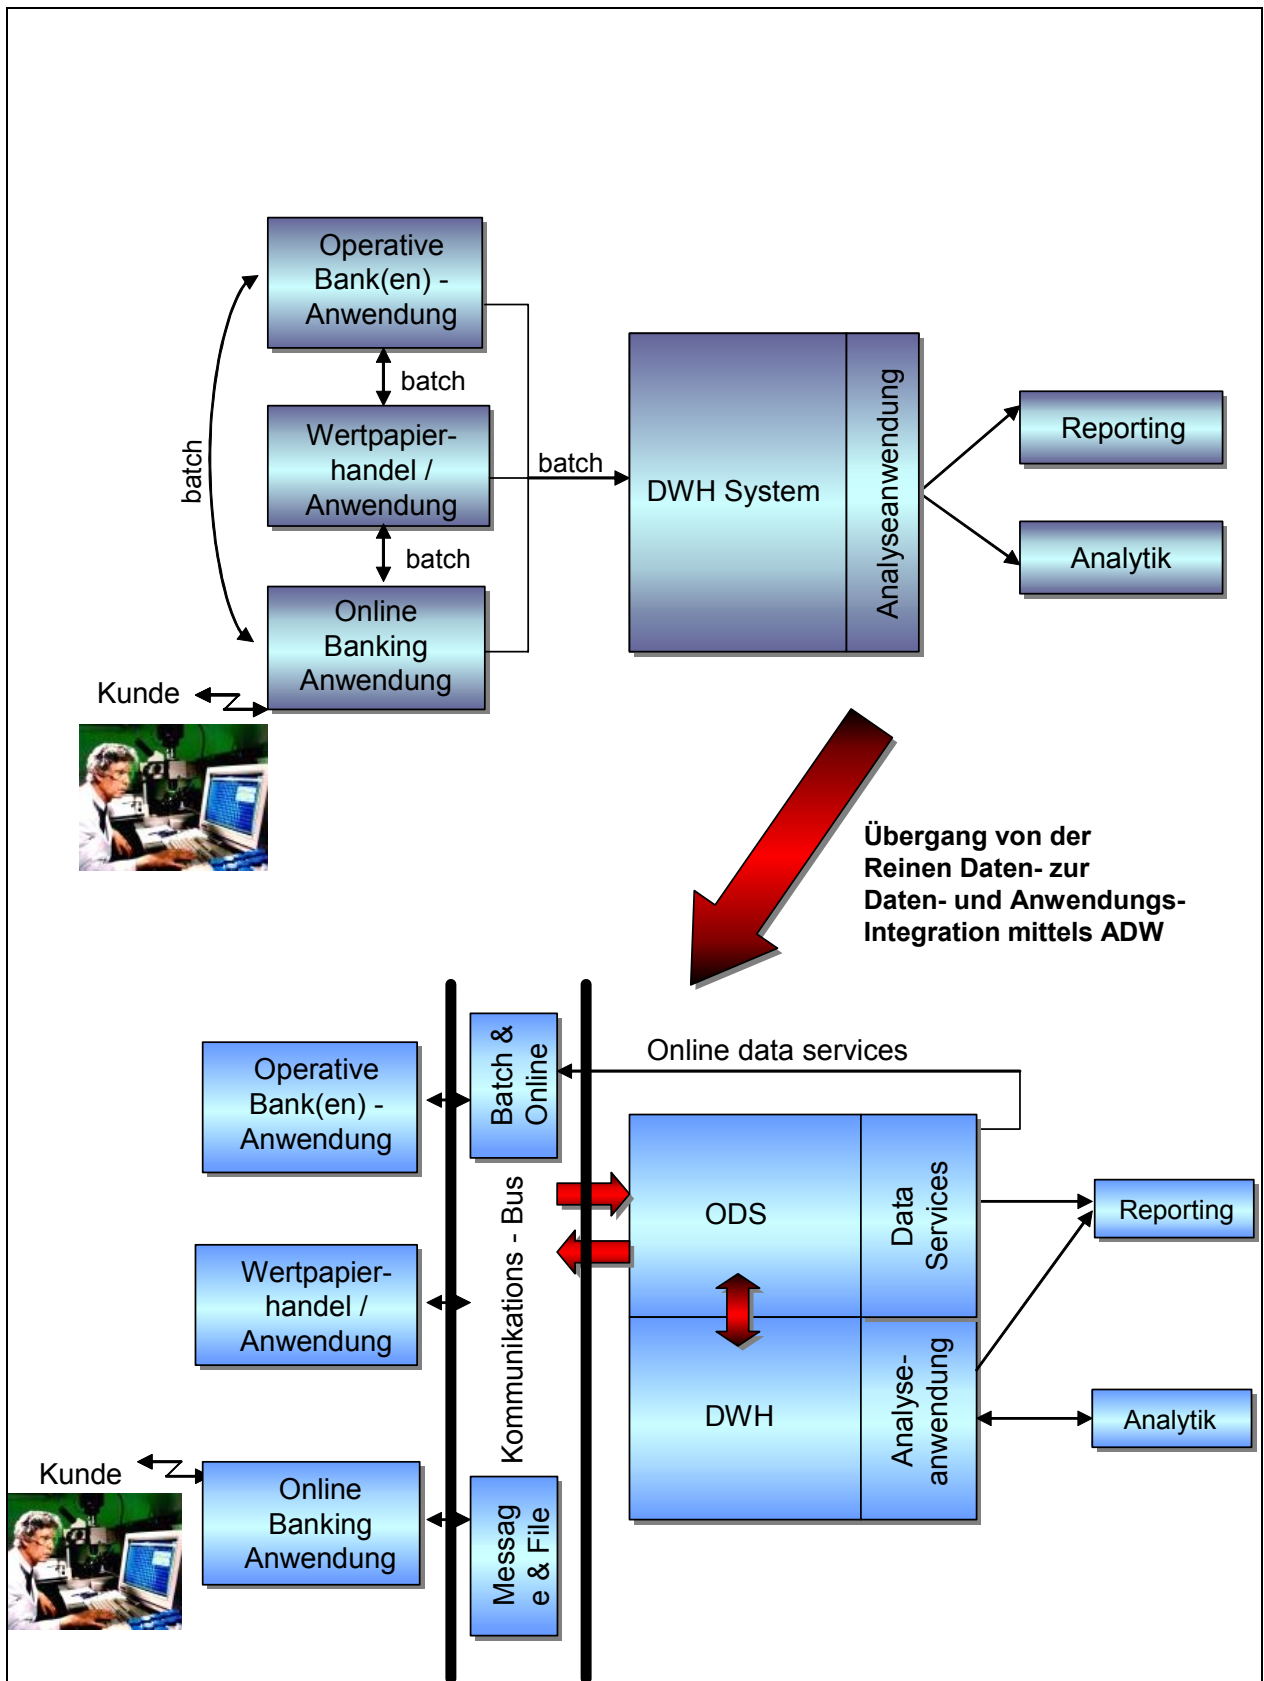 Operative
Bank(en) -
Anwendung
batch
batch
Wertpapier-
handel /
Anwendung
batch
batch
Online
Banking
Anwendung
Kunde
DWH System
Analyseanwendung
Reporting
Analytik
Übergang von der
Reinen Daten- zur
Daten- und Anwendungs-
Integration mittels ADW
Operative
Bank(en) -
Anwendung
Batch &
Online
Online data services
Kommunikations - Bus
ODS
Data
Services
Reporting
Wertpapier-
handel /
Anwendung
DWH
Analyse-
anwendung
Analytik
Kunde
Online
Banking
Anwendung
Messag
e & File